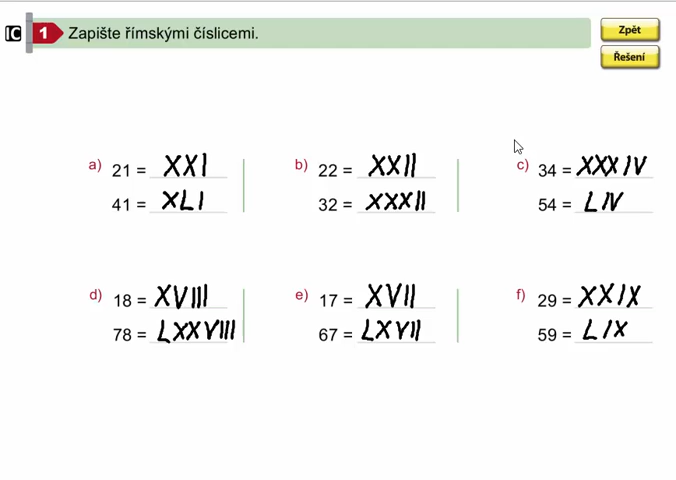 1 Zapište římskými číslicemi.
Zpět
Řešení
a) 21 = XXI
41 = XLI
b) 22 = XXII
32 = XXXII
c) 34 = XXXIV
54 = LIV
d) 18 = XVIII
78 = LXXVIII
e) 17 = XVII
67 = LXVII
f) 29 = XXIX
59 = LIX